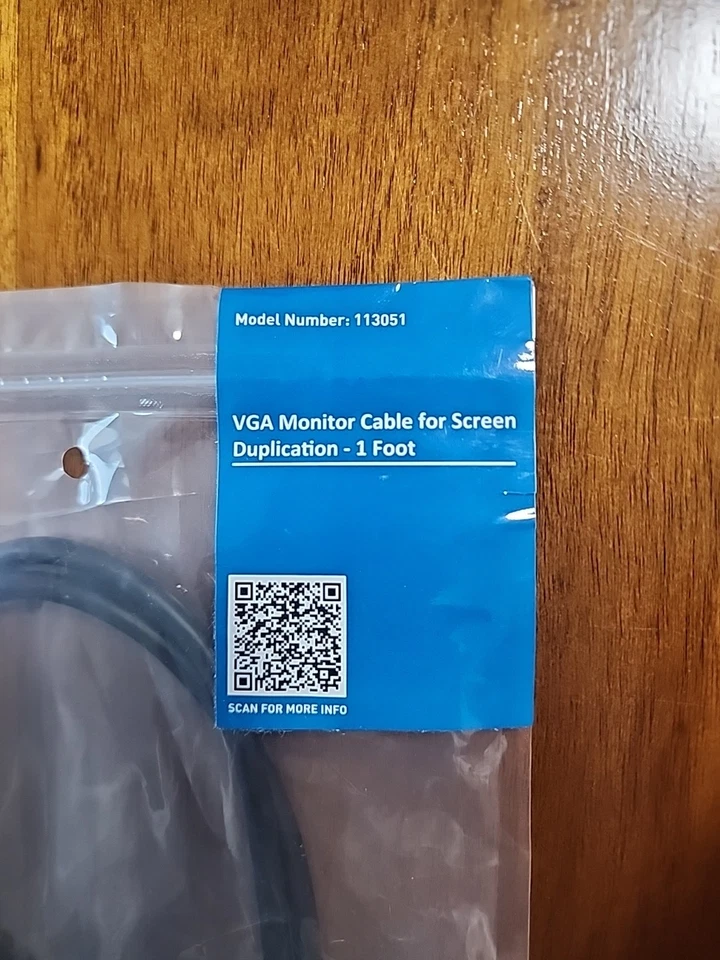 Model Number: 113051
VGA Monitor Cable for Screen
Duplication - 1 Foot
SCAN FOR MORE INFO